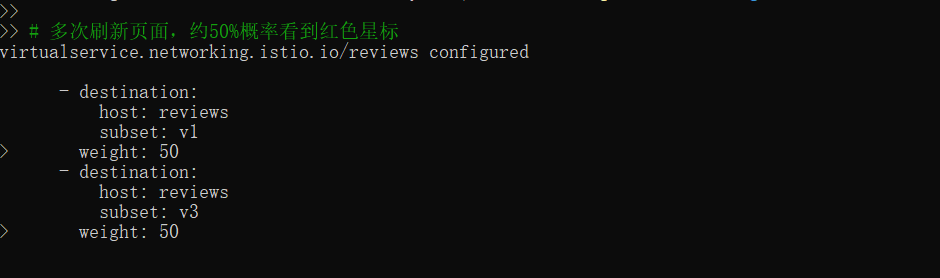 >>
>> # 多次刷新页面，约50%概率看到红色星标
virtualservice.networking.istio.io/reviews configured
- destination:
host: reviews
subset: v1
> weight: 50
- destination:
host: reviews
subset: v3
> weight: 50